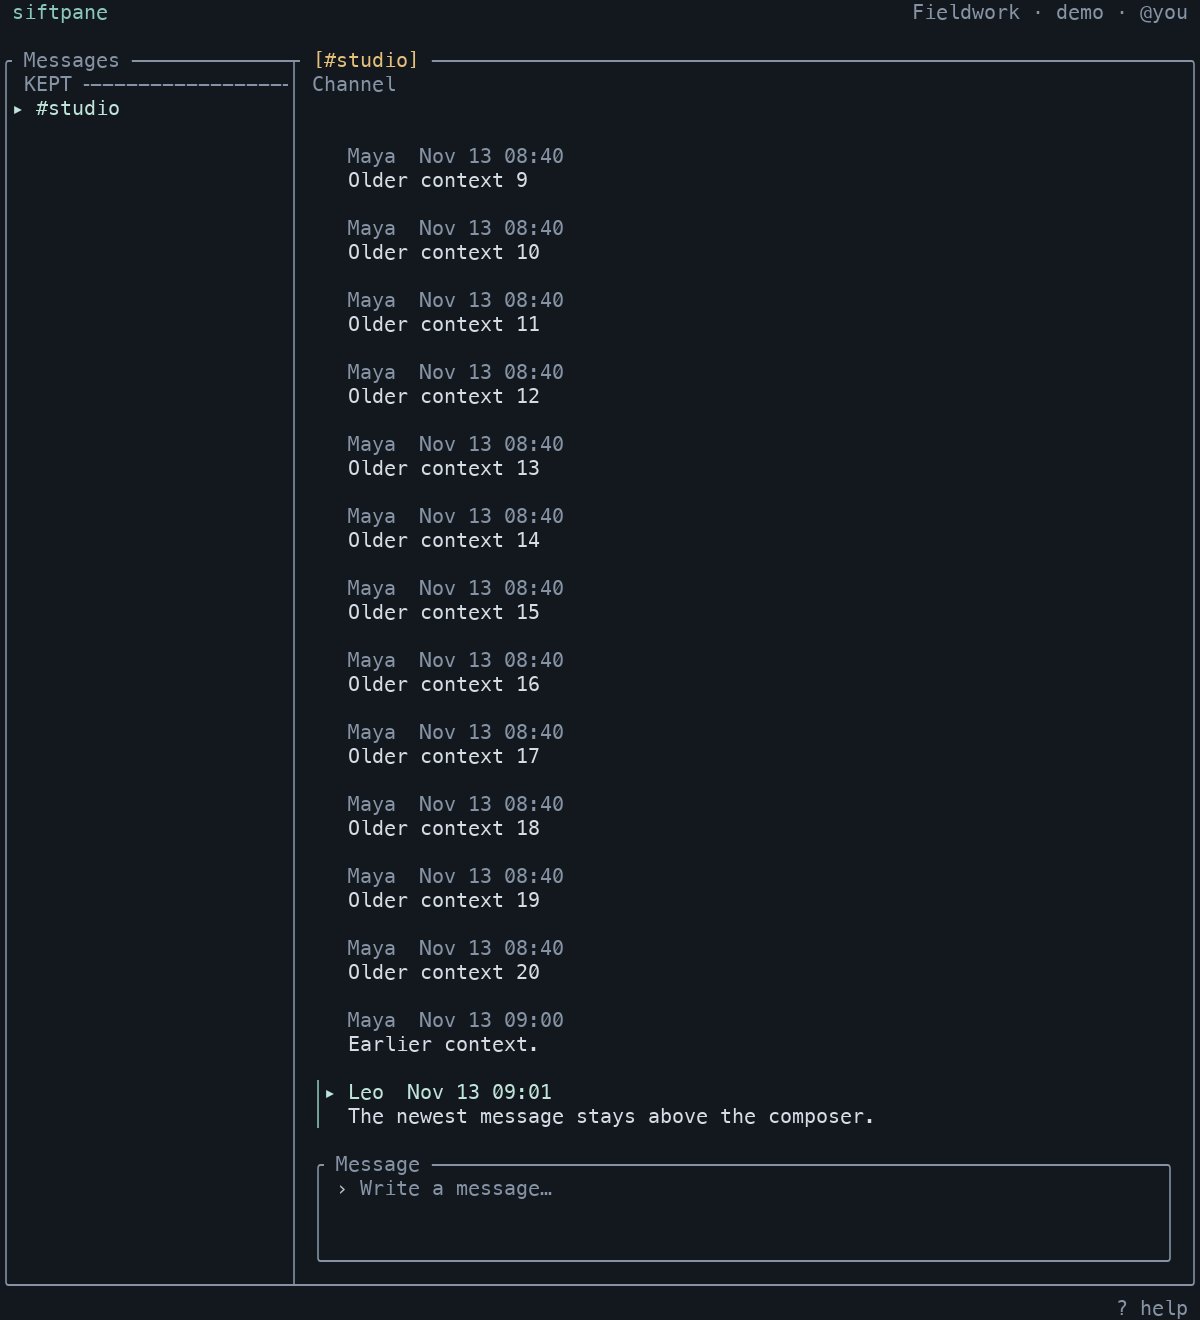 siftpane
Fieldwork · demo · @you
Messages
KEPT
▸ #studio
[#studio]
Channel
Maya  Nov 13 08:40
Older context 9
Maya  Nov 13 08:40
Older context 10
Maya  Nov 13 08:40
Older context 11
Maya  Nov 13 08:40
Older context 12
Maya  Nov 13 08:40
Older context 13
Maya  Nov 13 08:40
Older context 14
Maya  Nov 13 08:40
Older context 15
Maya  Nov 13 08:40
Older context 16
Maya  Nov 13 08:40
Older context 17
Maya  Nov 13 08:40
Older context 18
Maya  Nov 13 08:40
Older context 19
Maya  Nov 13 08:40
Older context 20
Maya  Nov 13 09:00
Earlier context.
▸ Leo  Nov 13 09:01
The newest message stays above the composer.
Message
› Write a message…
? help